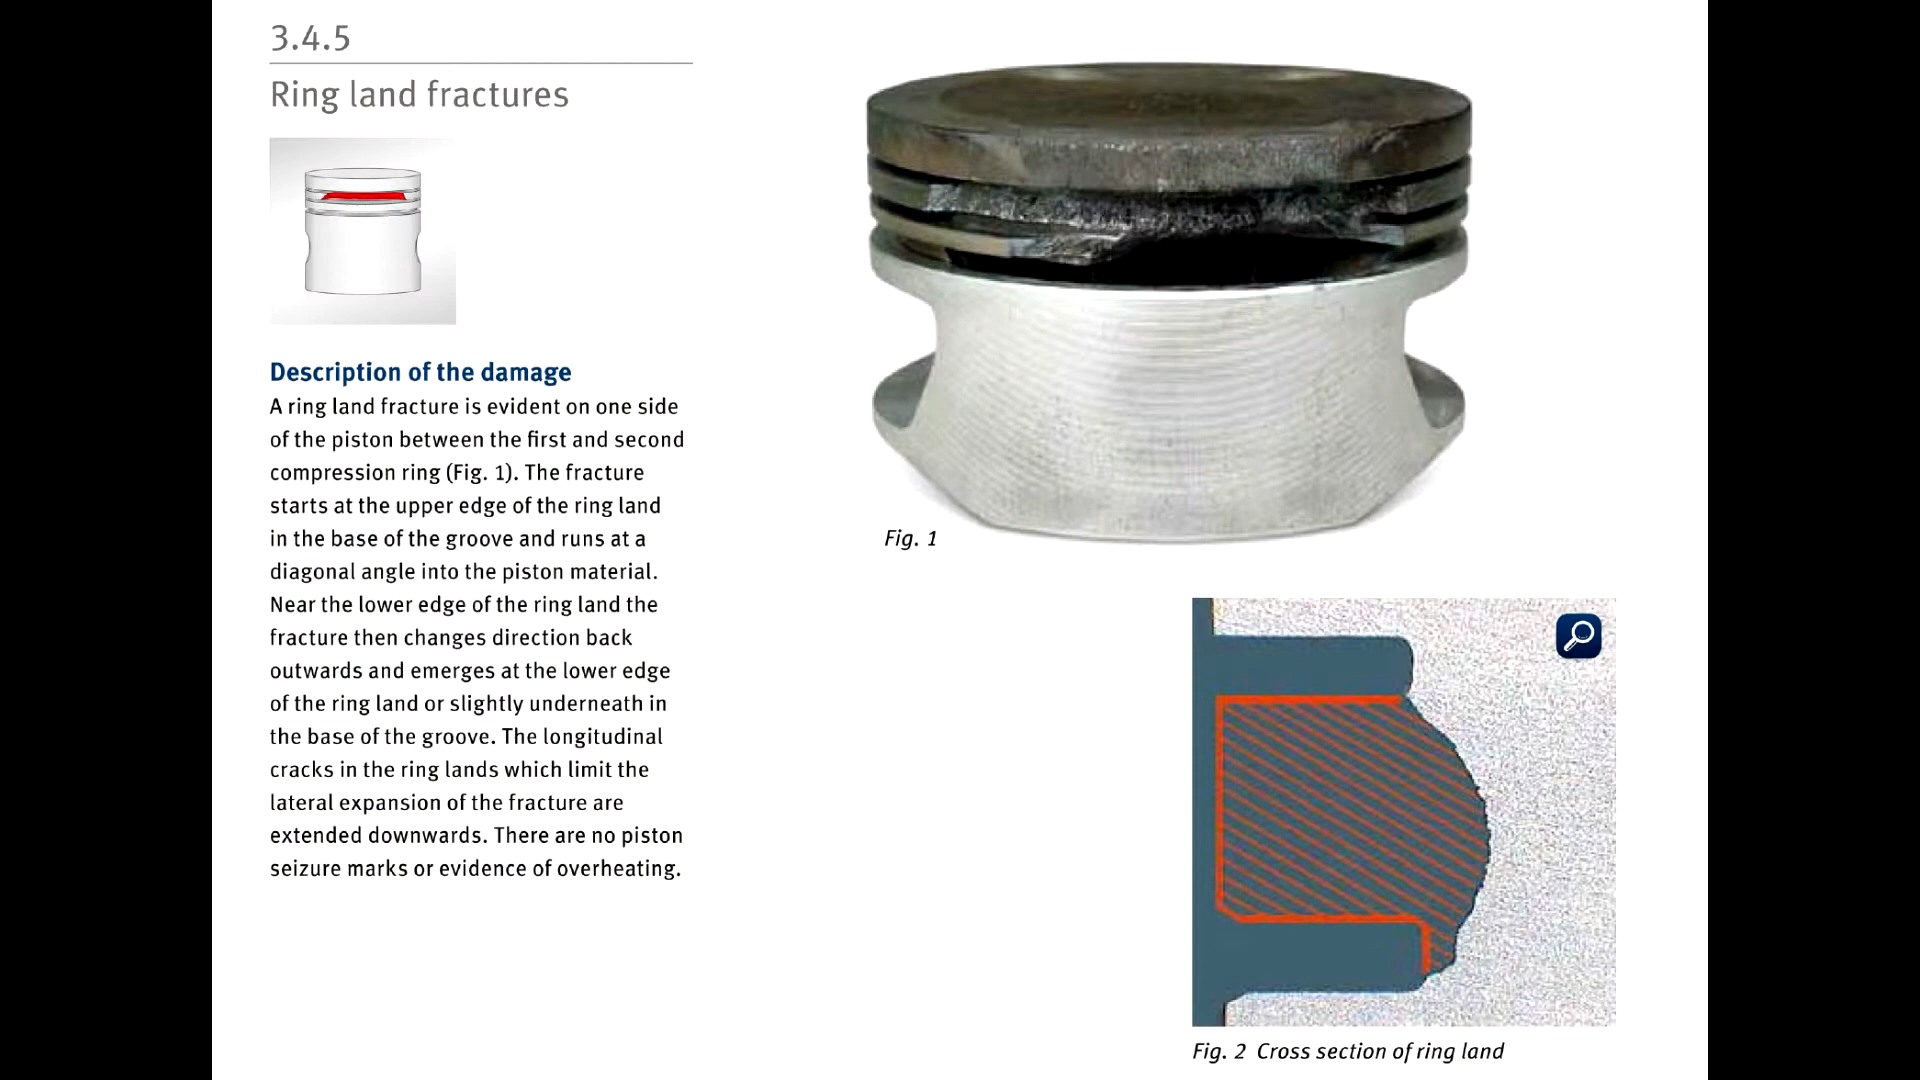 3.4.5
Ring land fractures
Description of the damage
A ring land fracture is evident on one side
of the piston between the first and second
compression ring (Fig. 1). The fracture
starts at the upper edge of the ring land
in the base of the groove and runs at a
diagonal angle into the piston material.
Near the lower edge of the ring land the
fracture then changes direction back
outwards and emerges at the lower edge
of the ring land or slightly underneath in
the base of the groove. The longitudinal
cracks in the ring lands which limit the
lateral expansion of the fracture are
extended downwards. There are no piston
seizure marks or evidence of overheating.
Fig. 1
Fig. 2 Cross section of ring land